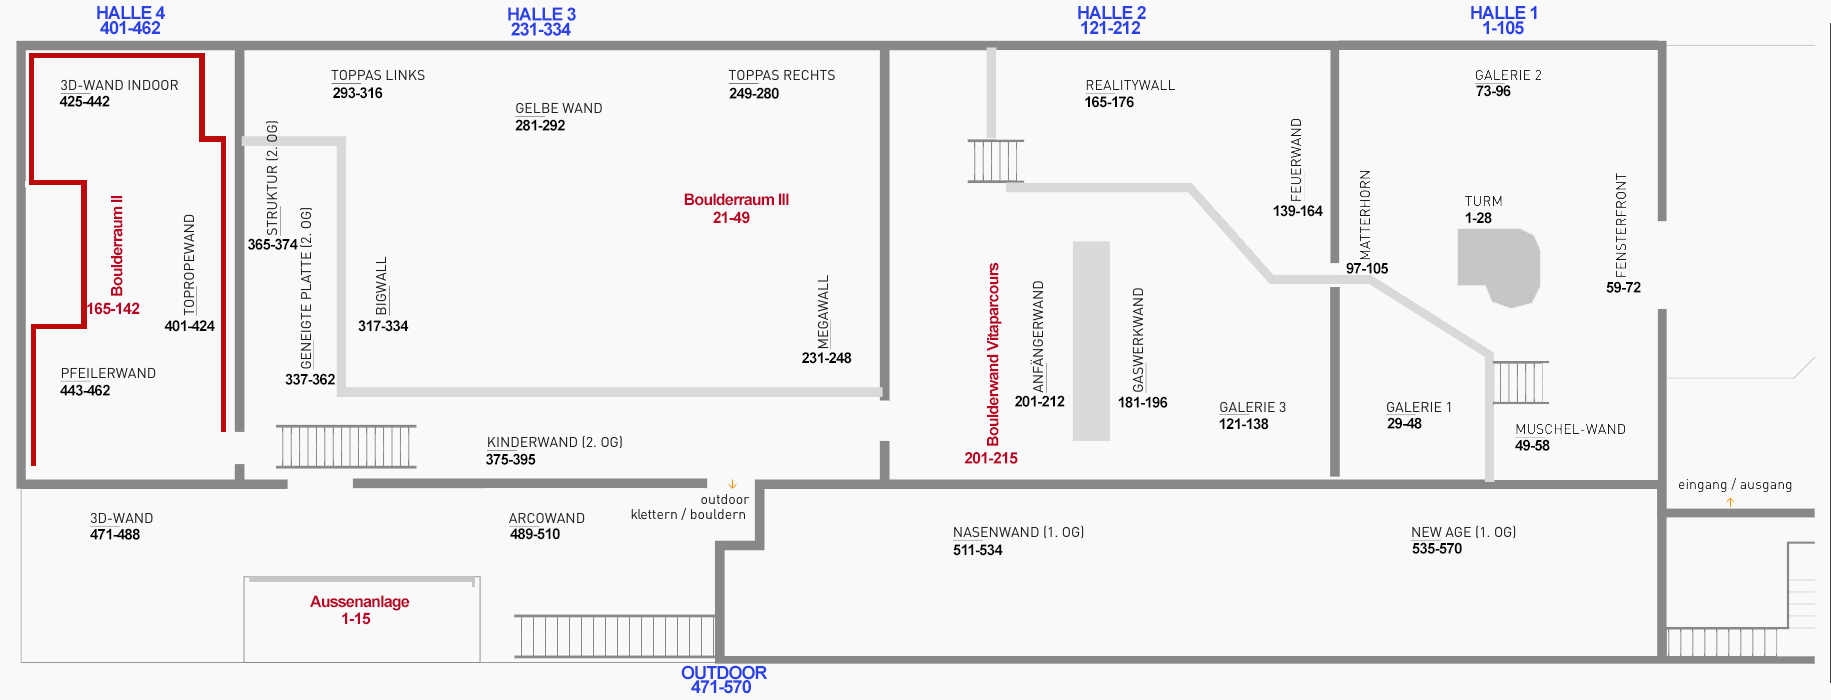 HALLE 4
401-462
HALLE 3
231-334
HALLE 2
121-212
HALLE 1
1-105
3D-WAND INDOOR
425-442
Boulderraum II
165-142
TOPROPEWAND
401-424
PFEILERWAND
443-462
TOPPAS LINKS
293-316
GELBE WAND
281-292
TOPPAS RECHTS
249-280
STRUKTUR (2. OG)
365-374
GENEIGTE PLATTE (2. OG)
337-362
BIGWALL
317-334
Boulderraum III
21-49
MEGAWALL
231-248
KINDERWAND (2. OG)
375-395
REALITYWALL
165-176
FEUERWAND
139-164
Boulderwand Vitaparcours
201-215
ANFÄNGERWAND
201-212
GASWERKWAND
181-196
GALERIE 3
121-138
GALERIE 2
73-96
MATTERHORN
97-105
TURM
1-28
FENSTERFRONT
59-72
GALERIE 1
29-48
MUSCHEL-WAND
49-58
eingang / ausgang
outdoor
klettern / bouldern
3D-WAND
471-488
ARCOWAND
489-510
NASENWAND (1. OG)
511-534
NEW AGE (1. OG)
535-570
Aussenanlage
1-15
OUTDOOR
471-570